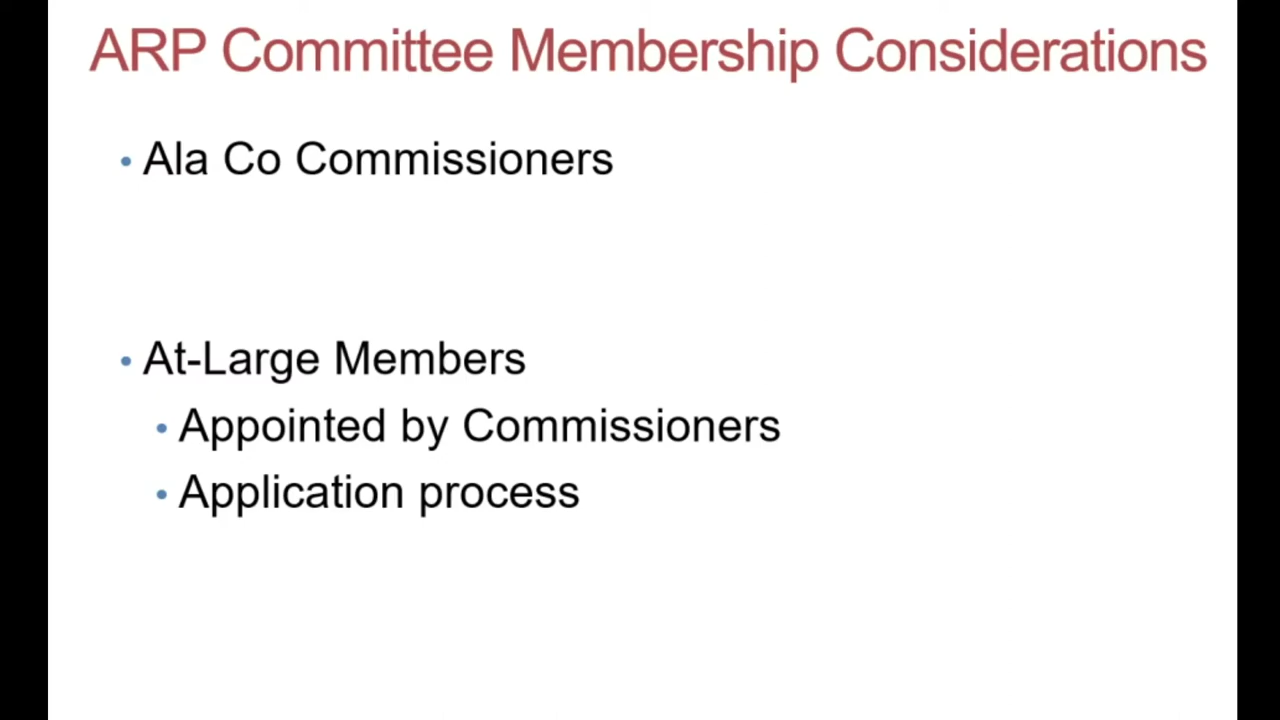 ARP Committee Membership Considerations
• Ala Co Commissioners
• At-Large Members
• Appointed by Commissioners
• Application process